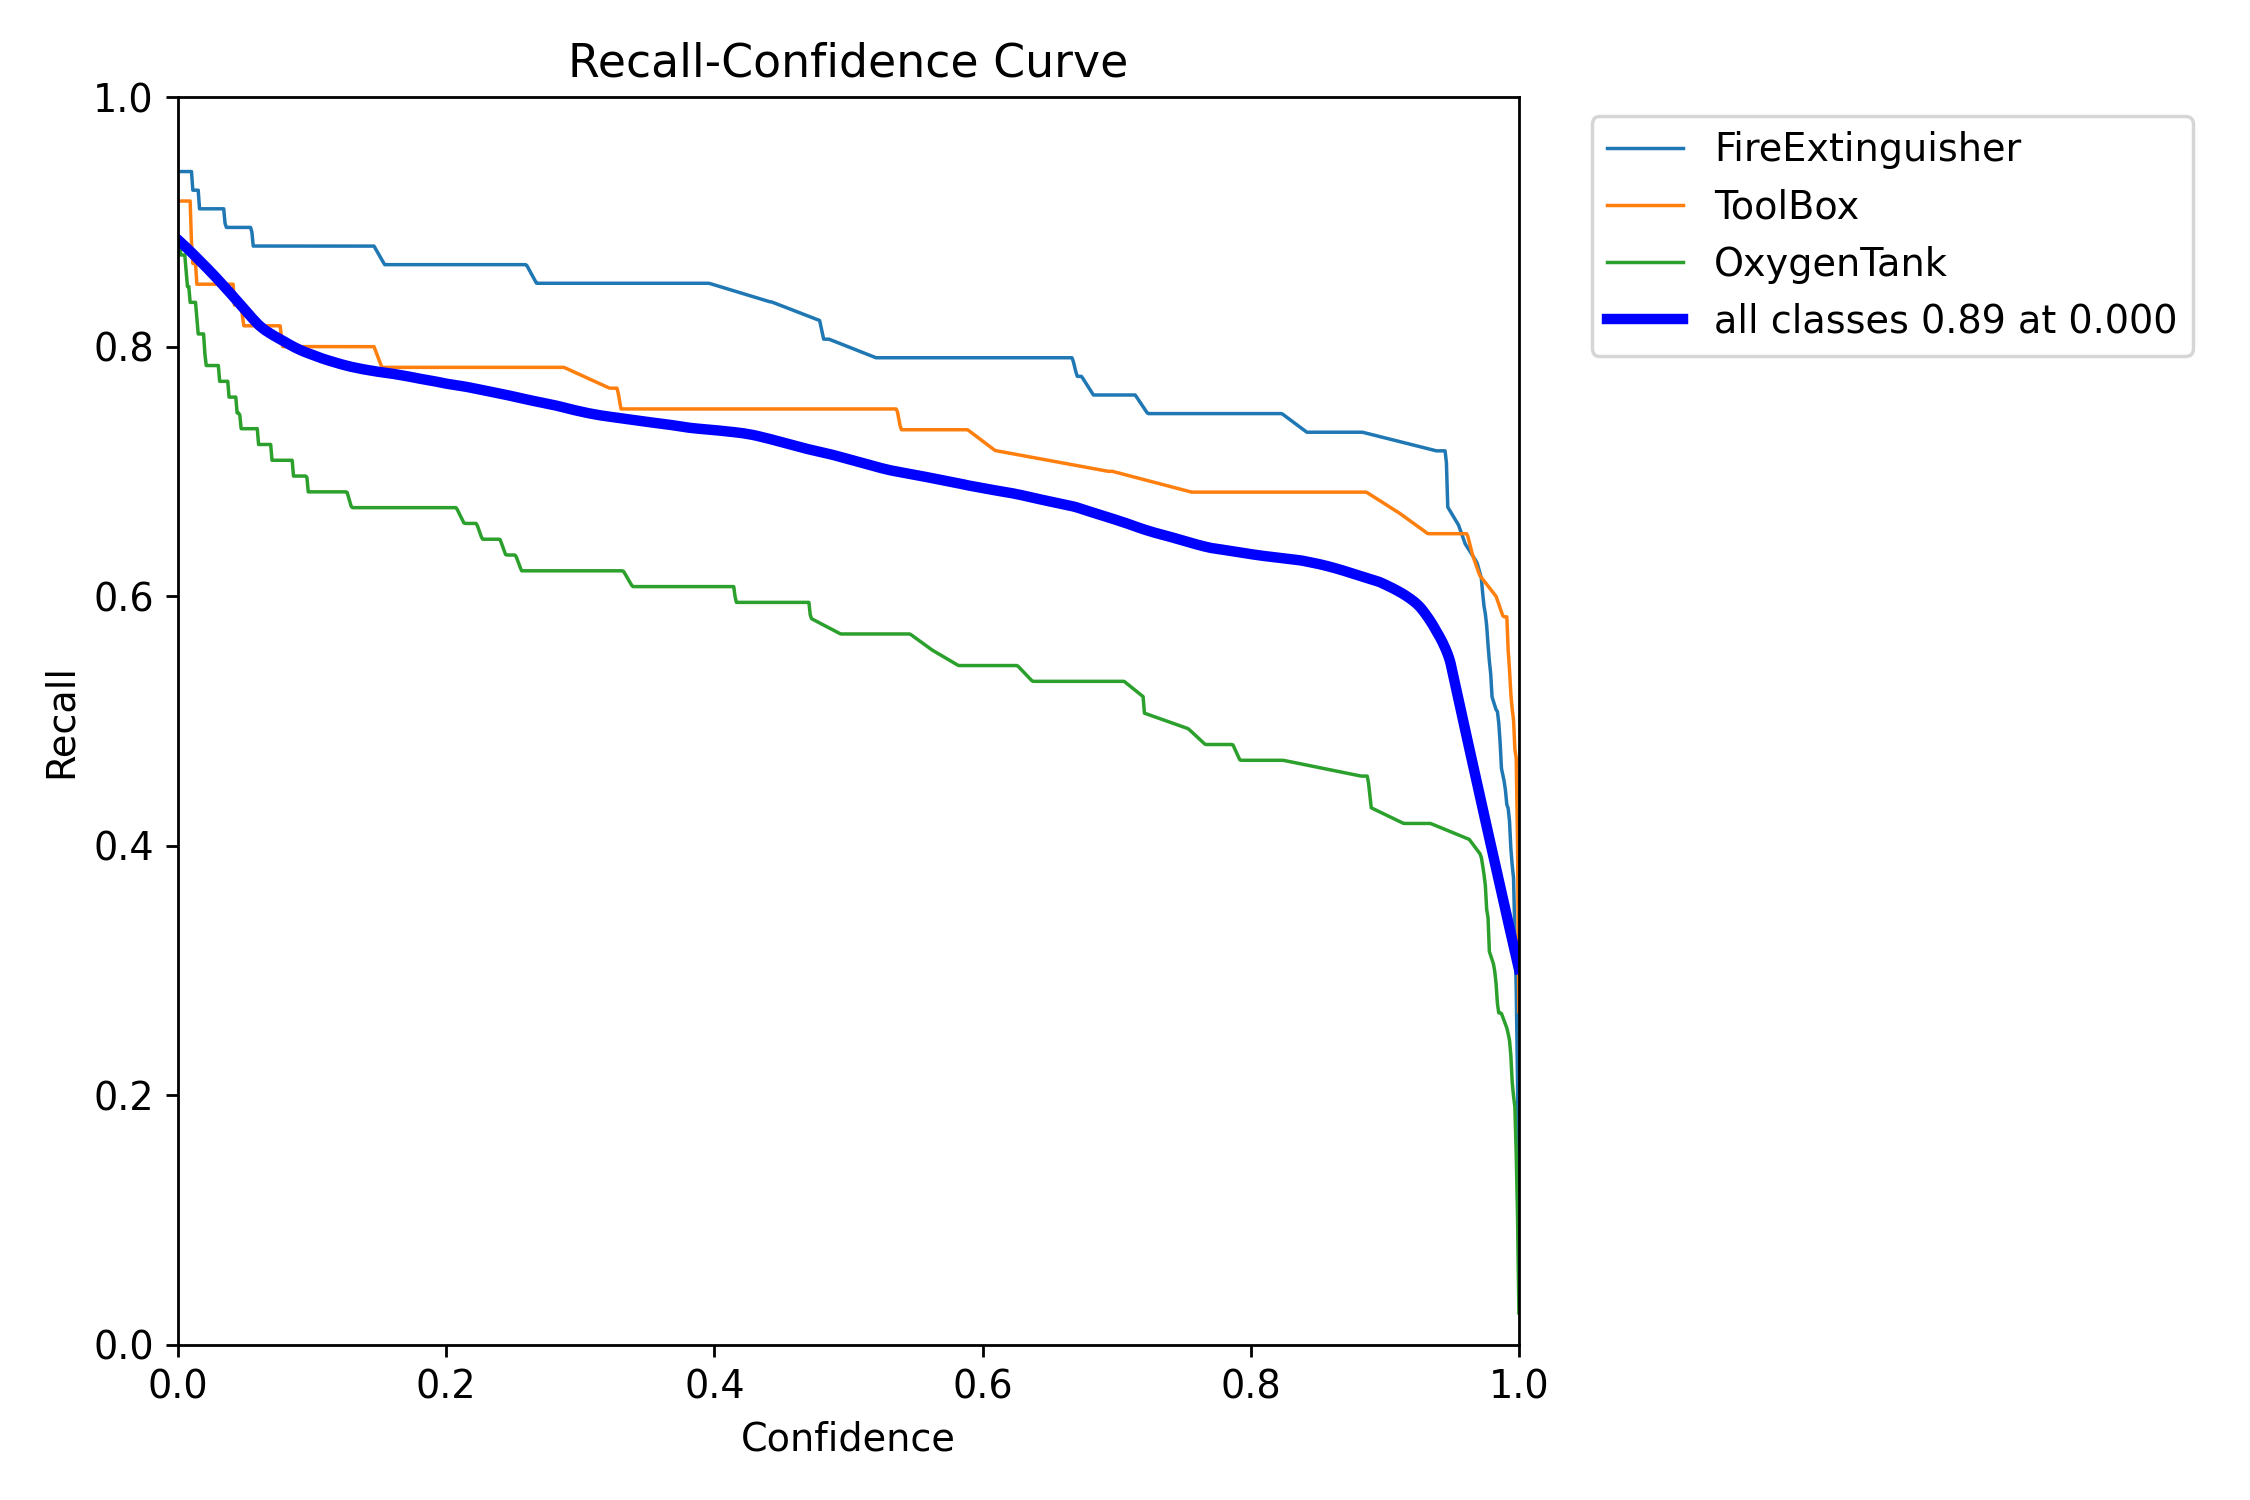 Recall-Confidence Curve
1.0
0.8
0.6
0.4
0.2
0.0
Recall
0.0 0.2 0.4 0.6 0.8 1.0
Confidence
FireExtinguisher
ToolBox
OxygenTank
all classes 0.89 at 0.000